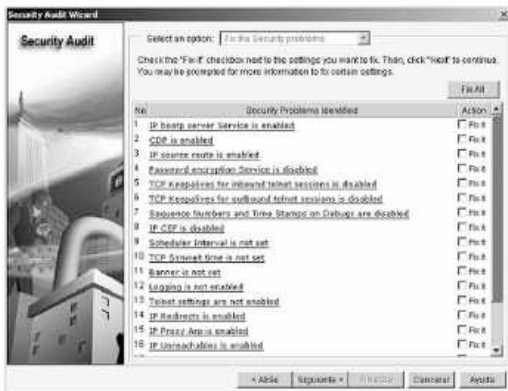 Security Audit Wizard
Security Audit
Select an option: Fix the Security problems
Check the "Fix it" checkbox next to the settings you want to fix. Then, click "Next" to continue.
You may be prompted for more information to fix certain settings.
Fix All
No Security Problems Identified Action
1 IP bootp server Service is enabled Fix it
2 CDP is enabled Fix it
3 IP source route is enabled Fix it
4 Password encryption Service is disabled Fix it
5 TCP Keepalives for inbound telnet sessions is disabled Fix it
6 TCP Keepalives for outbound telnet sessions is disabled Fix it
7 Sequence Numbers and Time Stamps on Debugs are disabled Fix it
8 IP CEF is disabled Fix it
9 Scheduler Interval is not set Fix it
10 TCP Synwait time is not set Fix it
11 Banner is not set Fix it
12 Logging is not enabled Fix it
13 Telnet settings are not enabled Fix it
14 IP Redirects is enabled Fix it
15 IP Proxy Arp is enabled Fix it
16 IP Unreachables is enabled Fix it
< Atrás Siguiente > Finalizar Cancelar Ayuda